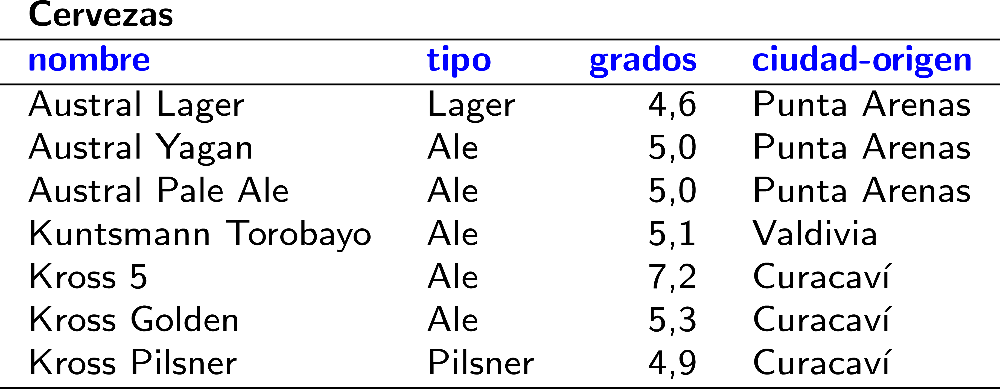 Cervezas
nombre tipo grados ciudad-origen
Austral Lager Lager 4,6 Punta Arenas
Austral Yagan Ale 5,0 Punta Arenas
Austral Pale Ale Ale 5,0 Punta Arenas
Kuntsmann Torobayo Ale 5,1 Valdivia
Kross 5 Ale 7,2 Curacaví
Kross Golden Ale 5,3 Curacaví
Kross Pilsner Pilsner 4,9 Curacaví